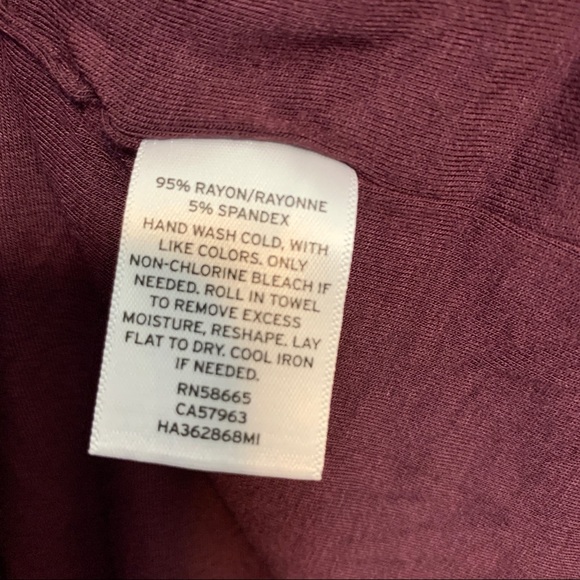 95% RAYON/RAYONNE
5% SPANDEX
HAND WASH COLD, WITH
LIKE COLORS. ONLY
NON-CHLORINE BLEACH IF
NEEDED. ROLL IN TOWEL
TO REMOVE EXCESS
MOISTURE, RESHAPE, LAY
FLAT TO DRY. COOL IRON
IF NEEDED.
RN58665
CA57963
HA362868MI